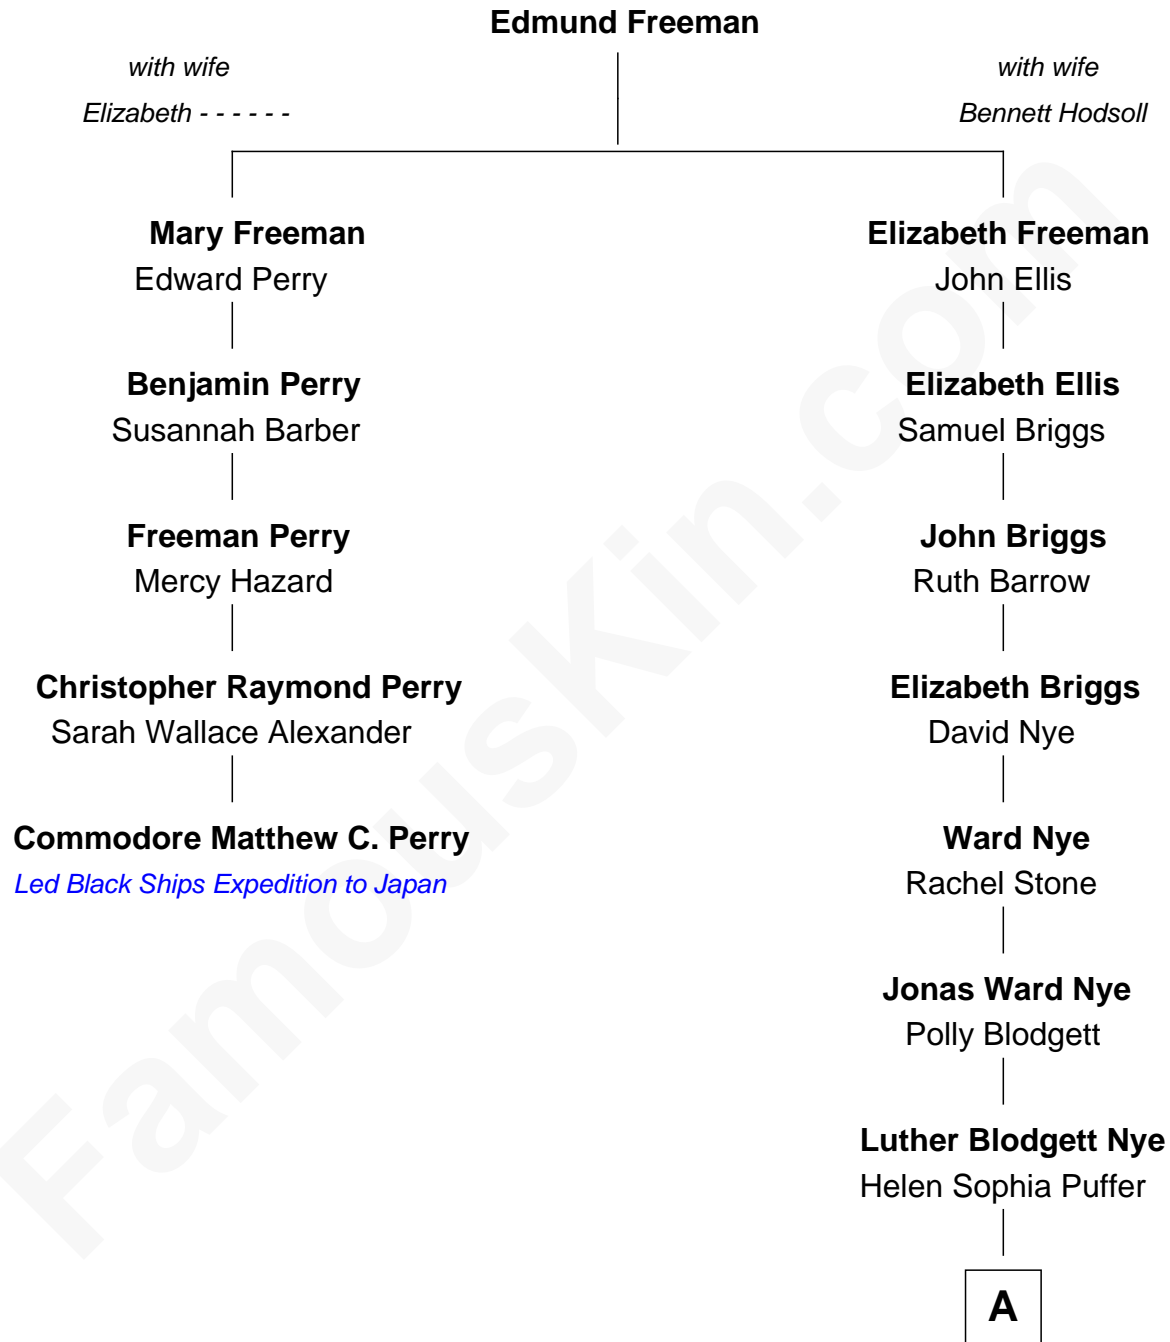 Edmund Freeman
with wife
Elizabeth - - - - - -
with wife
Bennett Hodsoll
Mary Freeman
Edward Perry
Elizabeth Freeman
John Ellis
Benjamin Perry
Susannah Barber
Elizabeth Ellis
Samuel Briggs
Freeman Perry
Mercy Hazard
John Briggs
Ruth Barrow
Christopher Raymond Perry
Sarah Wallace Alexander
Elizabeth Briggs
David Nye
Commodore Matthew C. Perry
Led Black Ships Expedition to Japan
Ward Nye
Rachel Stone
Jonas Ward Nye
Polly Blodgett
Luther Blodgett Nye
Helen Sophia Puffer
A
FamousKin.com